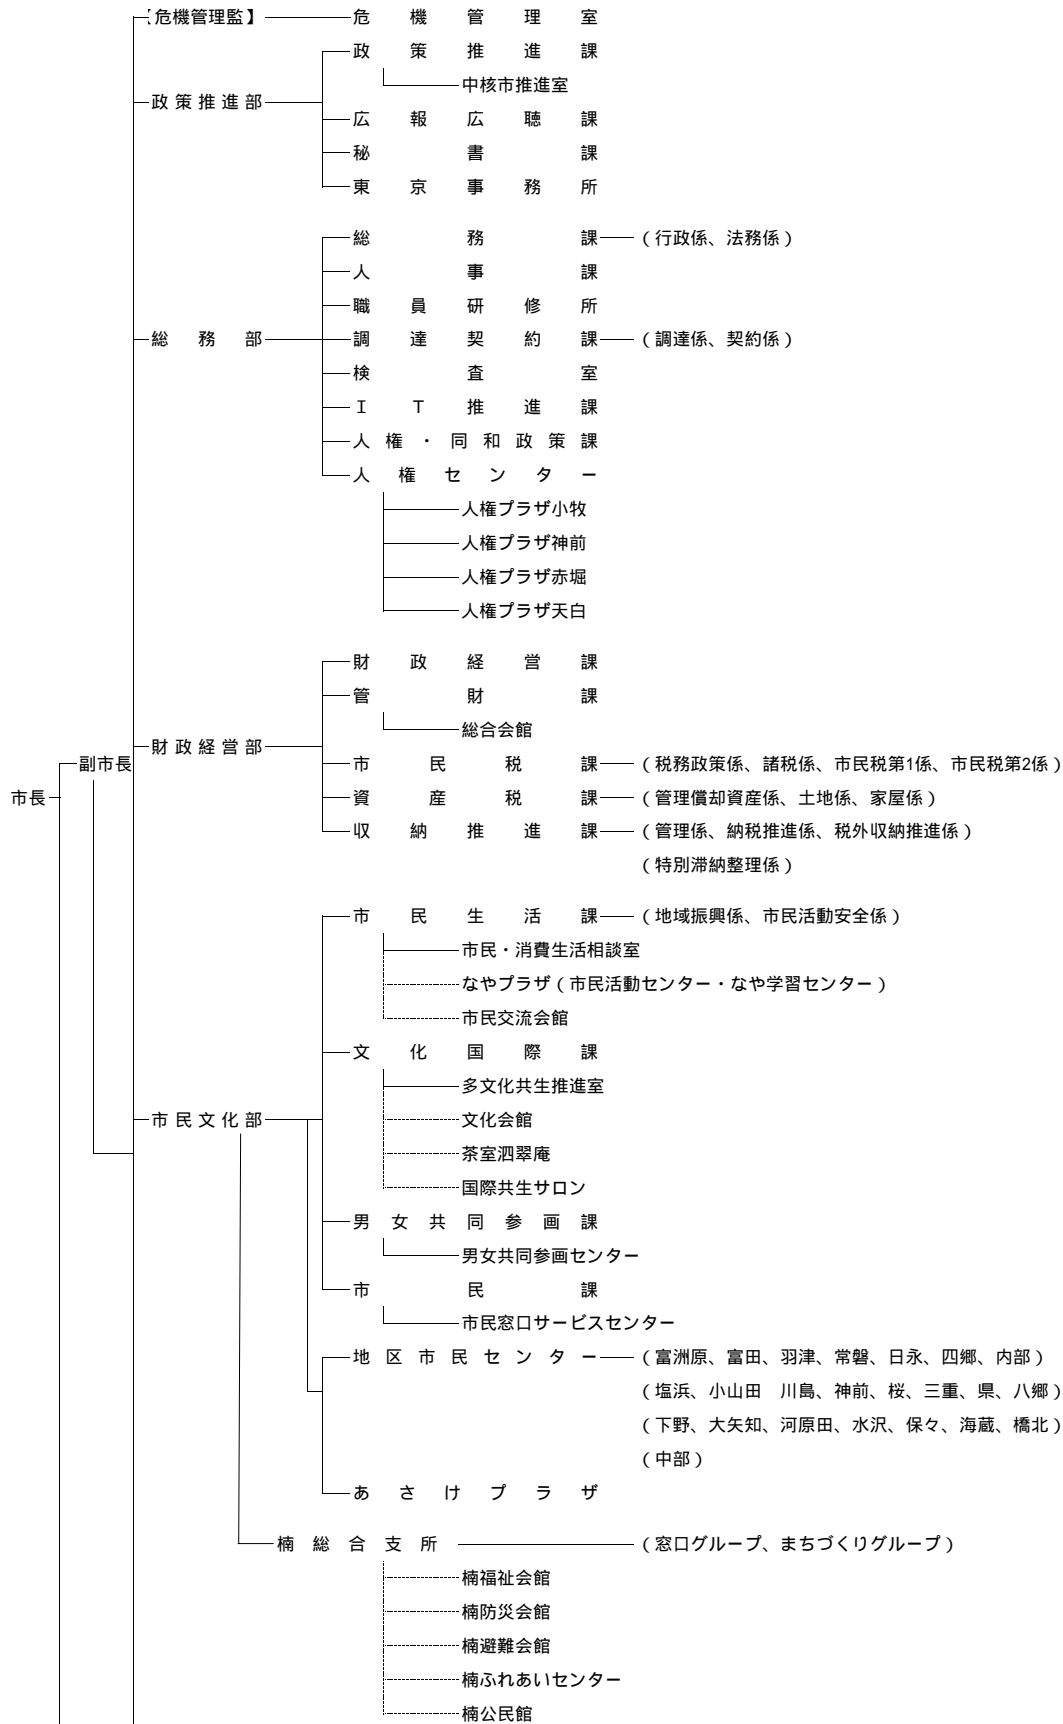 【危機管理監】 危機管理室
政策推進課
中核市推進室
政策推進部
広報広聴課
秘書課
東京事務所
総務課 (行政係、法務係)
人事課
職員研修所
総務部 調達契約課 (調達係、契約係)
検査室
IT推進課
人権・同和政策課
人権センター
人権プラザ小牧
人権プラザ神前
人権プラザ赤堀
人権プラザ天白
財政経営課
管財課
総合会館
財政経営部
副市長 市民税課 (税務政策係、諸税係、市民税第1係、市民税第2係)
市長 資産税課 (管理償却資産係、土地係、家屋係)
収納推進課 (管理係、納税推進係、税外収納推進係)
(特別滞納整理係)
市民生活課 (地域振興係、市民活動安全係)
市民・消費生活相談室
なやプラザ(市民活動センター・なや学習センター)
市民交流会館
文化国際課
多文化共生推進室
市民文化部 文化会館
茶室泗翠庵
国際共生サロン
男女共同参画課
男女共同参画センター
市民課
市民窓口サービスセンター
地区市民センター (富洲原、富田、羽津、常磐、日永、四郷、内部)
(塩浜、小山田 川島、神前、桜、三重、県、八郷)
(下野、大矢知、河原田、水沢、保々、海蔵、橋北)
(中部)
あさけプラザ
楠総合支所 (窓口グループ、まちづくりグループ)
楠福祉会館
楠防災会館
楠避難会館
楠ふれあいセンター
楠公民館